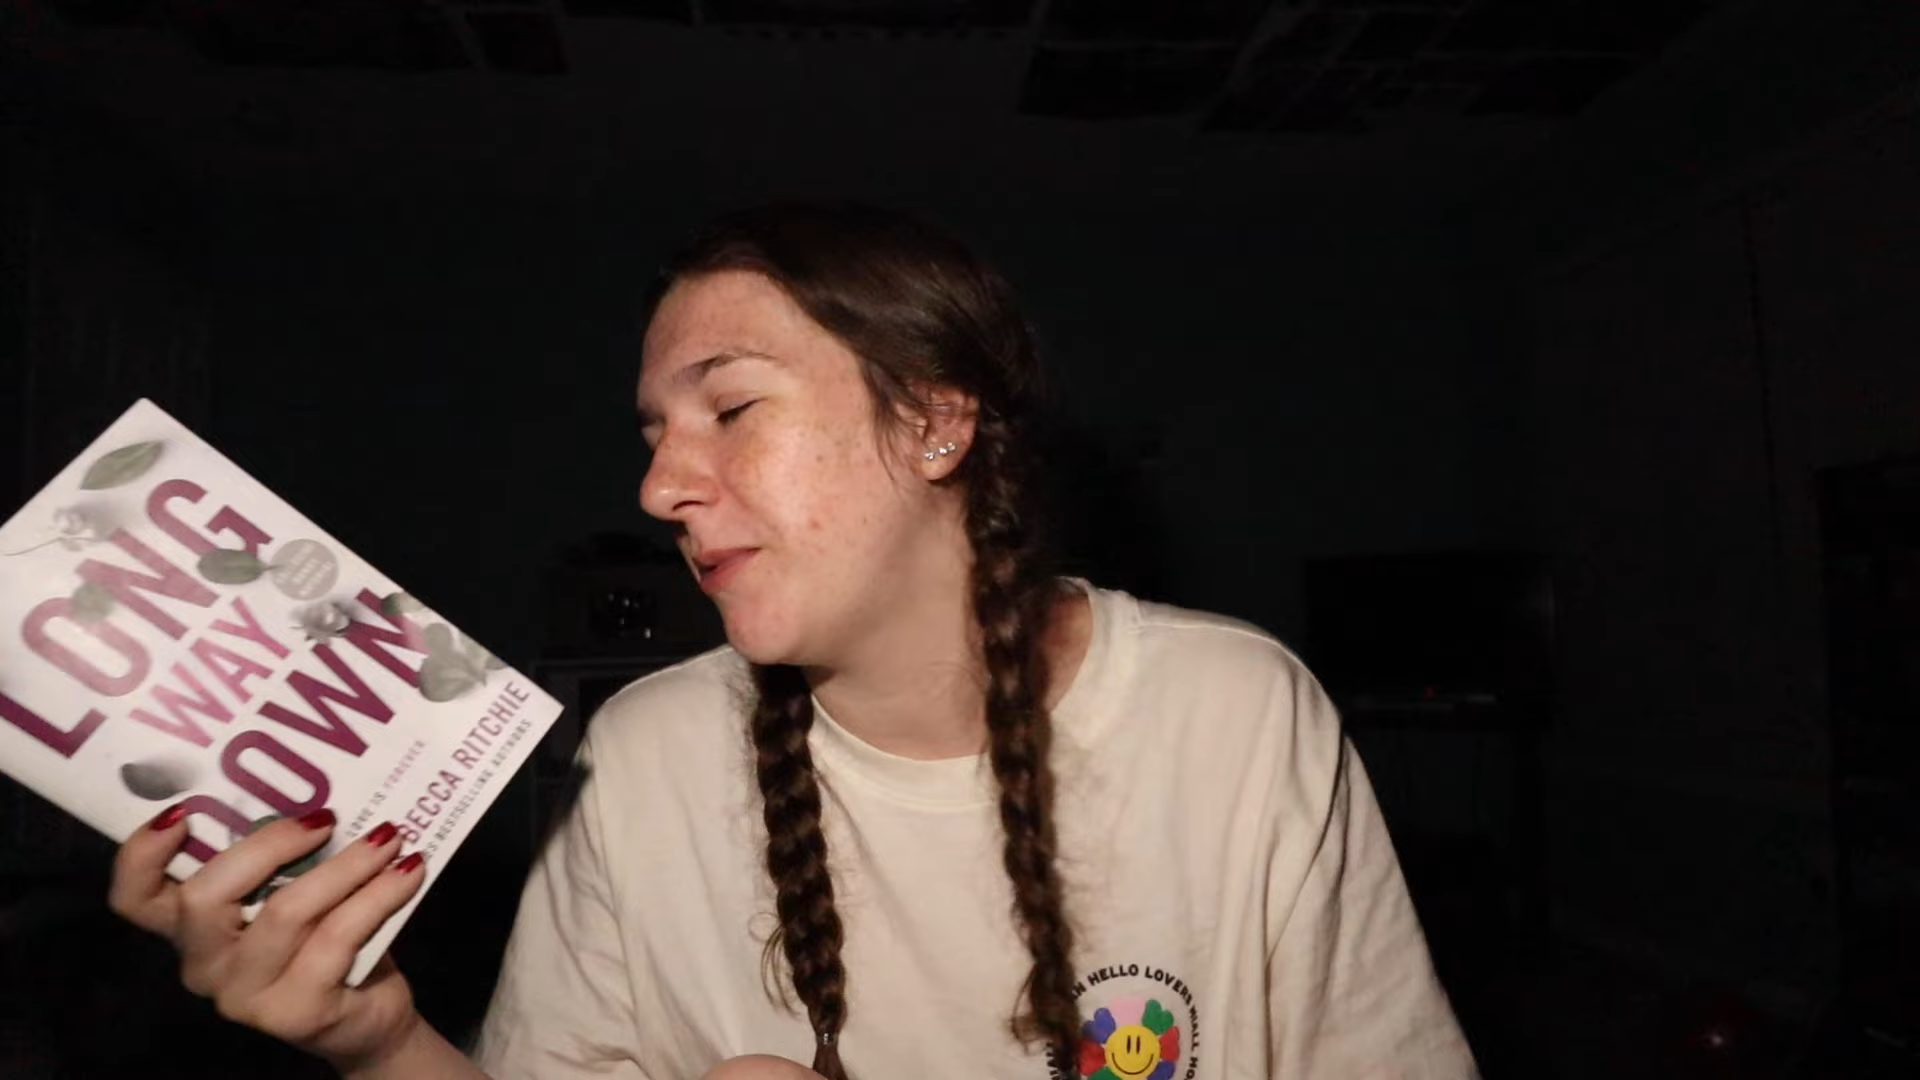 LONG
WAY
DOWN
LOVE IS FOREVER
BECCA RITCHIE
BESTSELLING AUTHORS
HELLO LOVERS